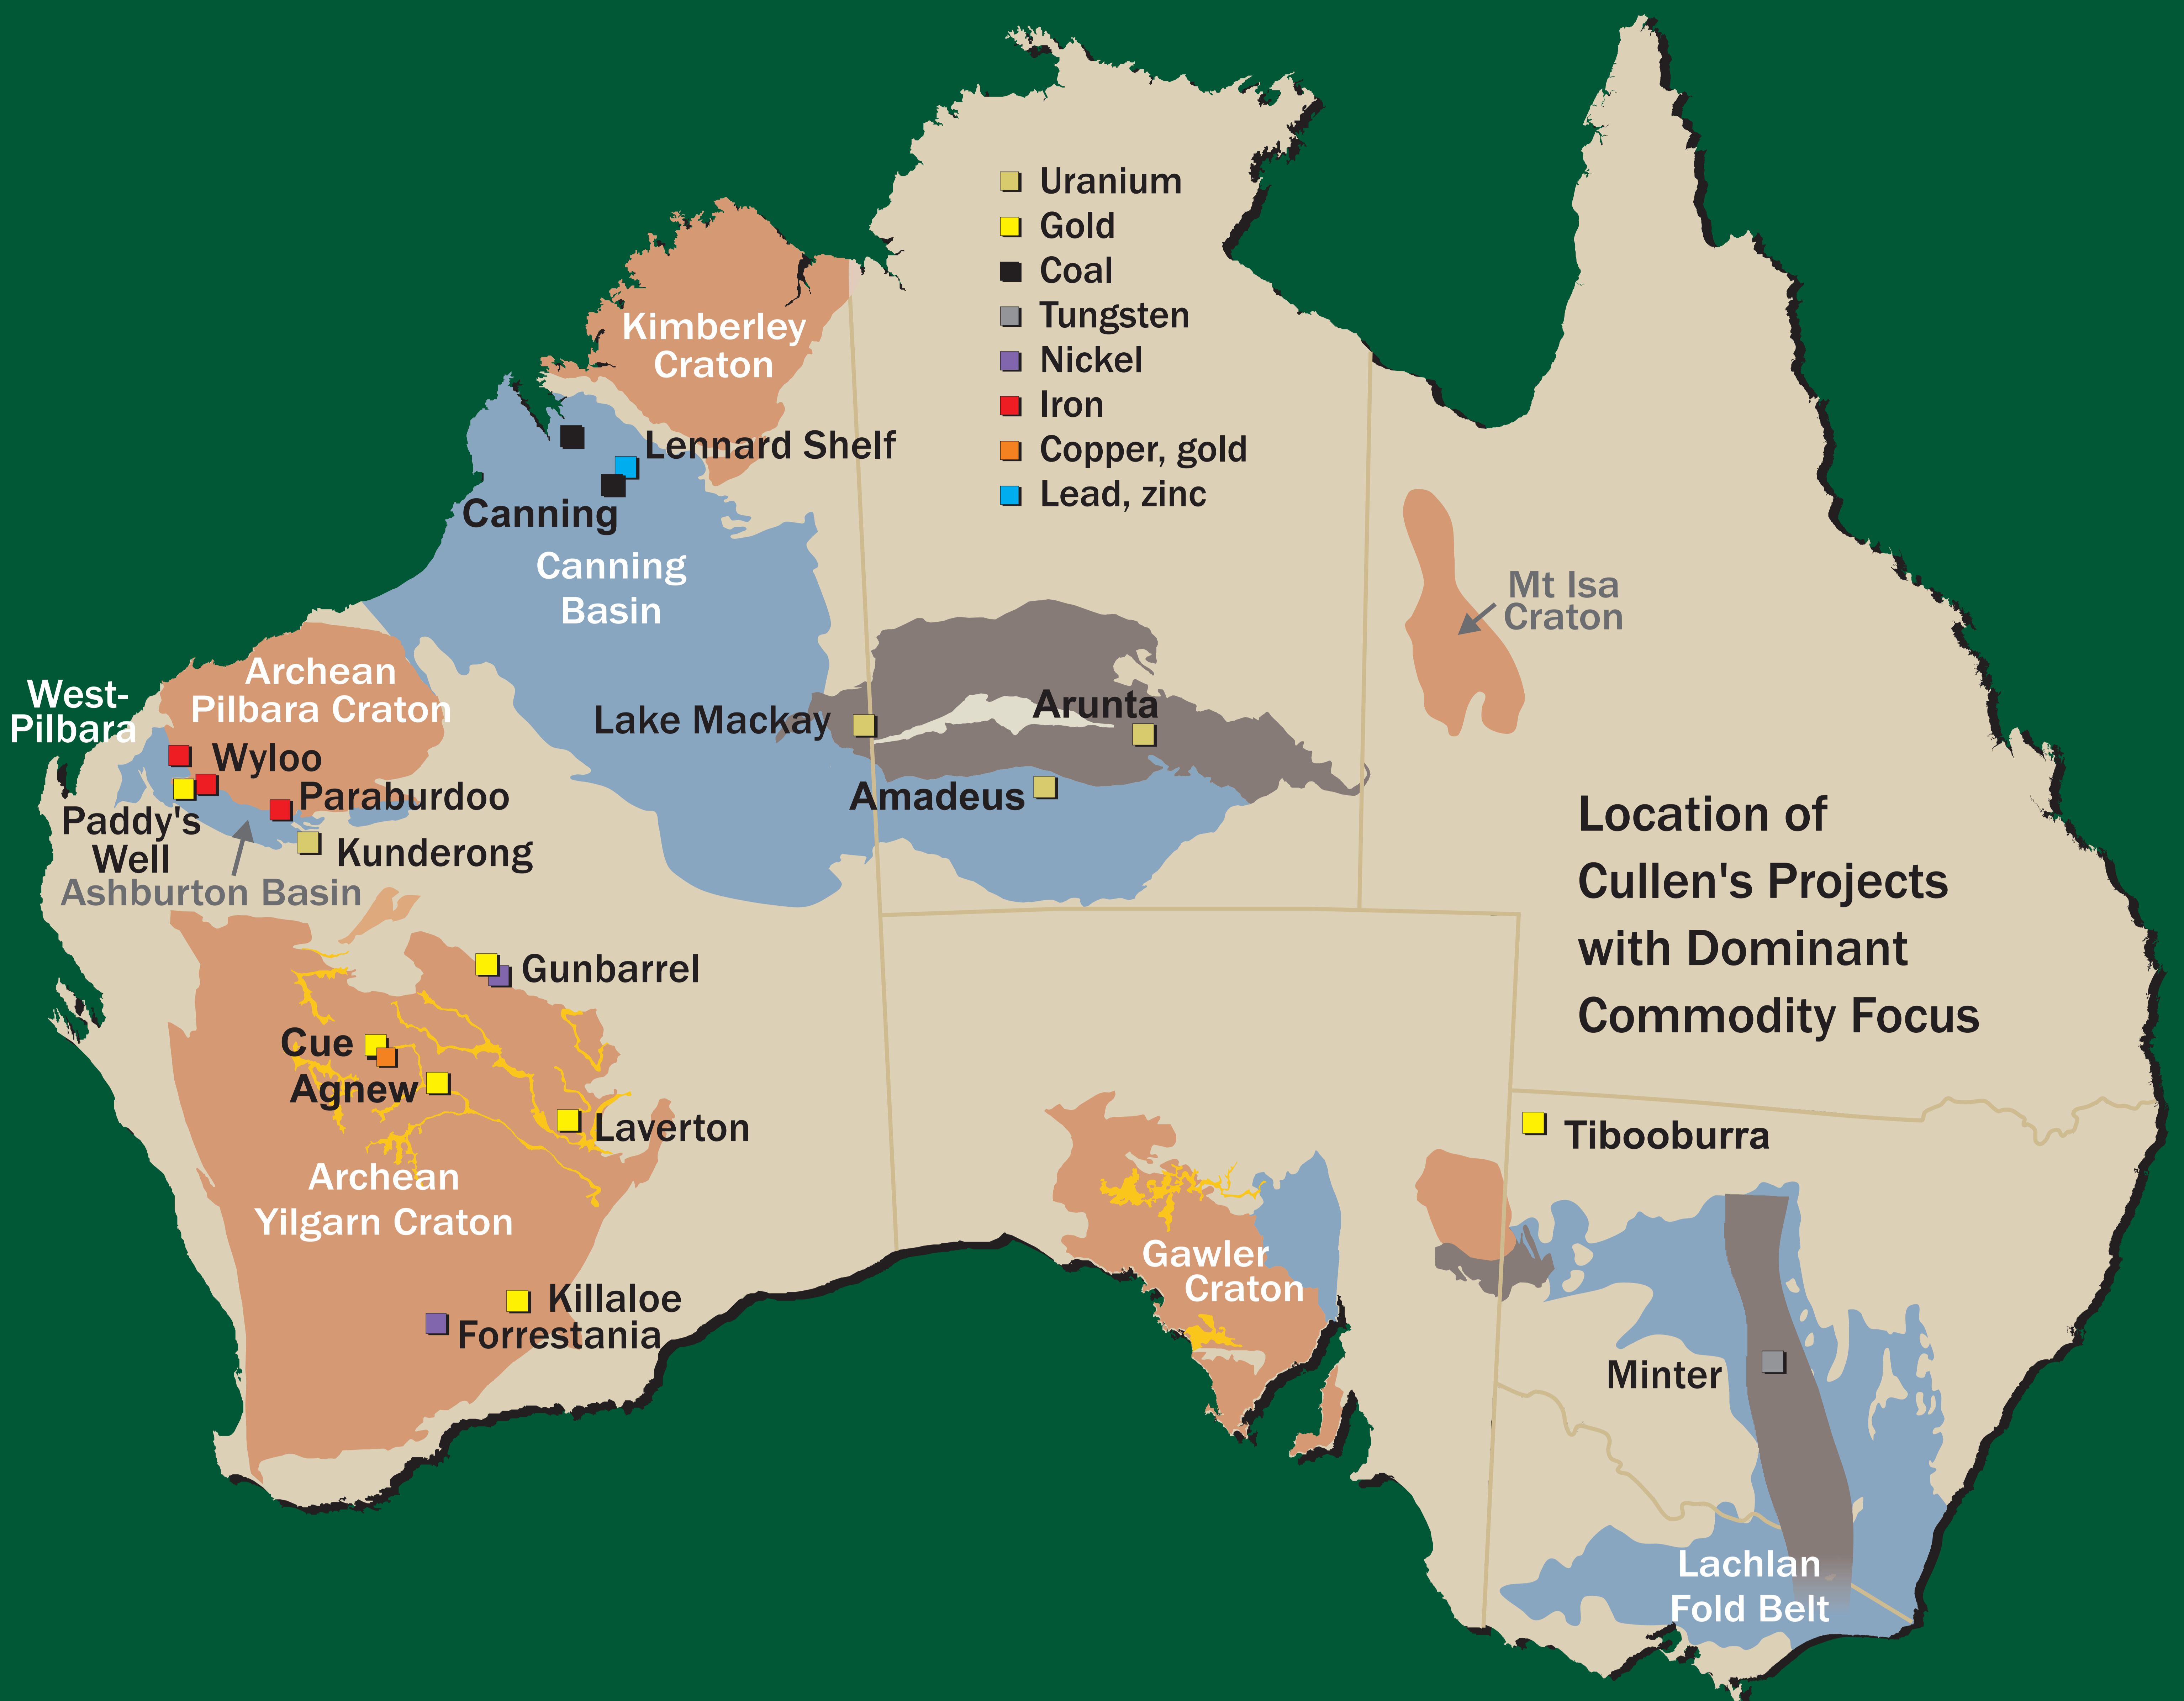 Uranium
Gold
Coal
Tungsten
Nickel
Iron
Copper, gold
Lead, zinc
Kimberley
Craton
Lennard Shelf
Canning
Canning
Basin
Mt Isa
Craton
Archean
Pilbara Craton
West-
Pilbara
Wyloo
Paraburdoo
Paddy's
Well
Kunderong
Ashburton Basin
Lake Mackay
Arunta
Amadeus
Location of
Cullen's Projects
with Dominant
Commodity Focus
Gunbarrel
Cue
Agnew
Laverton
Archean
Yilgarn Craton
Killaloe
Forrestania
Gawler
Craton
Tibooburra
Minter
Lachlan
Fold Belt